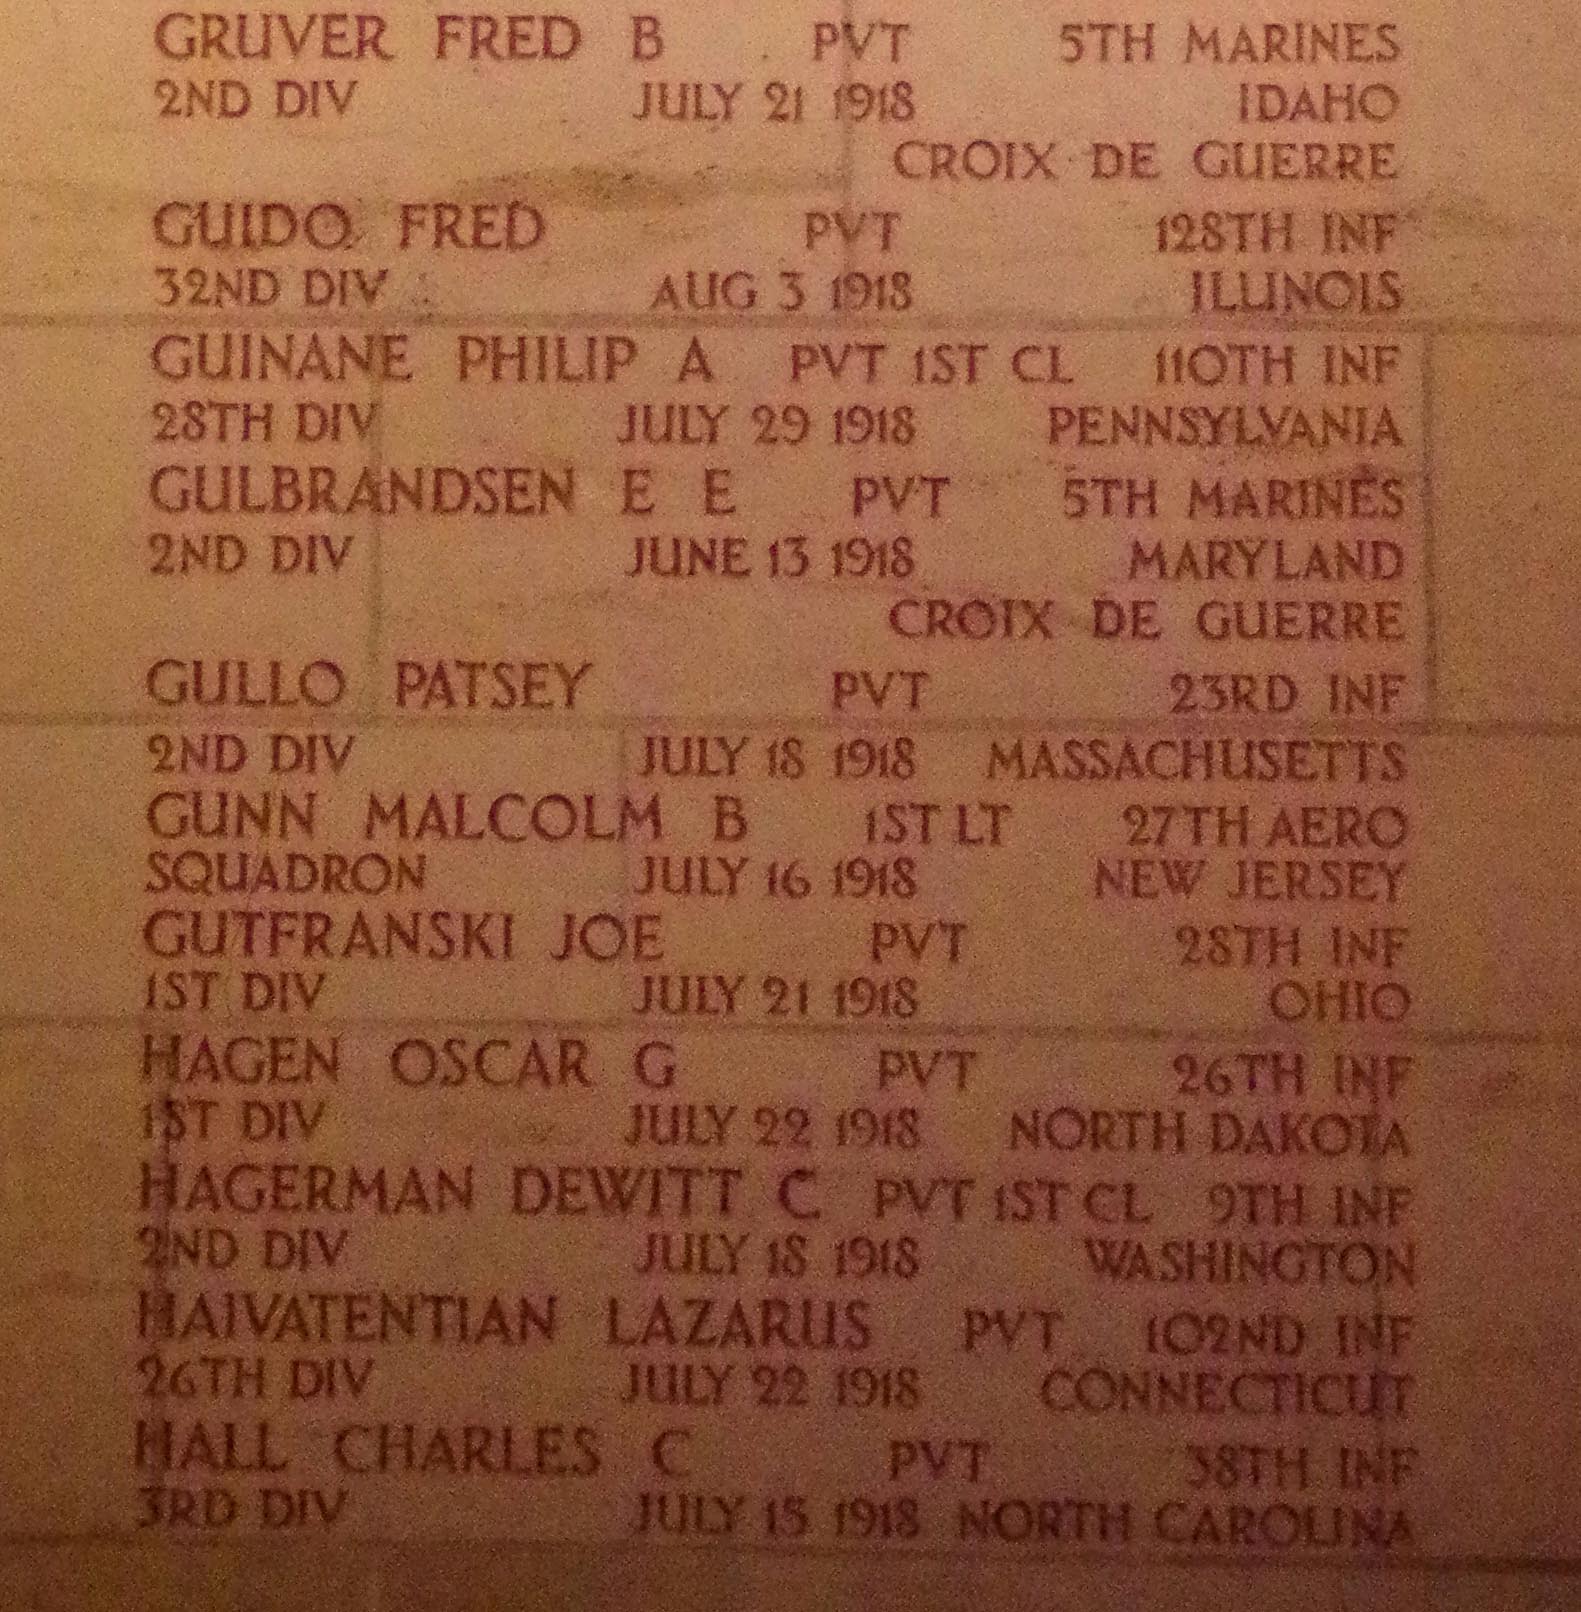 GRUVER FRED B PVT 5TH MARINES
2ND DIV JULY 21 1918 IDAHO
CROIX DE GUERRE
GUIDO FRED PVT 128TH INF
32ND DIV AUG 3 1918 ILLINOIS
GUINANE PHILIP A PVT 1ST CL 110TH INF
28TH DIV JULY 29 1918 PENNSYLVANIA
GULBRANDSEN E E PVT 5TH MARINES
2ND DIV JUNE 13 1918 MARYLAND
CROIX DE GUERRE
GULLO PATSEY PVT 23RD INF
2ND DIV JULY 18 1918 MASSACHUSETTS
GUNN MALCOLM B 1ST LT 27TH AERO
SQUADRON JULY 16 1918 NEW JERSEY
GUTFRANSKI JOE PVT 28TH INF
1ST DIV JULY 21 1918 OHIO
HAGEN OSCAR G PVT 26TH INF
1ST DIV JULY 22 1918 NORTH DAKOTA
HAGERMAN DEWITT C PVT 1ST CL 9TH INF
2ND DIV JULY 18 1918 WASHINGTON
HAIVATENTIAN LAZARUS PVT 102ND INF
26TH DIV JULY 22 1918 CONNECTICUT
HALL CHARLES C PVT 38TH INF
3RD DIV JULY 15 1918 NORTH CAROLINA